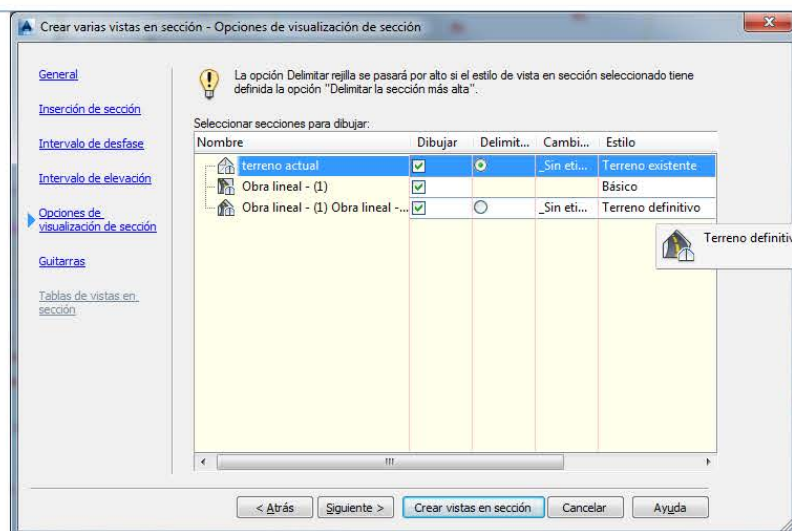 Crear varias vistas en sección - Opciones de visualización de sección
General
Inserción de sección
Intervalo de desfase
Intervalo de elevación
Opciones de
visualización de sección
Guitarras
Tablas de vistas en
sección
La opción Delimitar rejilla se pasará por alto si el estilo de vista en sección seleccionado tiene
definida la opción "Delimitar la sección más alta".
Seleccionar secciones para dibujar:
Nombre Dibujar Delimit... Cambi... Estilo
terreno actual _Sin eti... Terreno existente
Obra lineal - (1) Básico
Obra lineal - (1) Obra lineal -... _Sin eti... Terreno definitivo
Terreno definitiv
< Atrás Siguiente > Crear vistas en sección Cancelar Ayuda